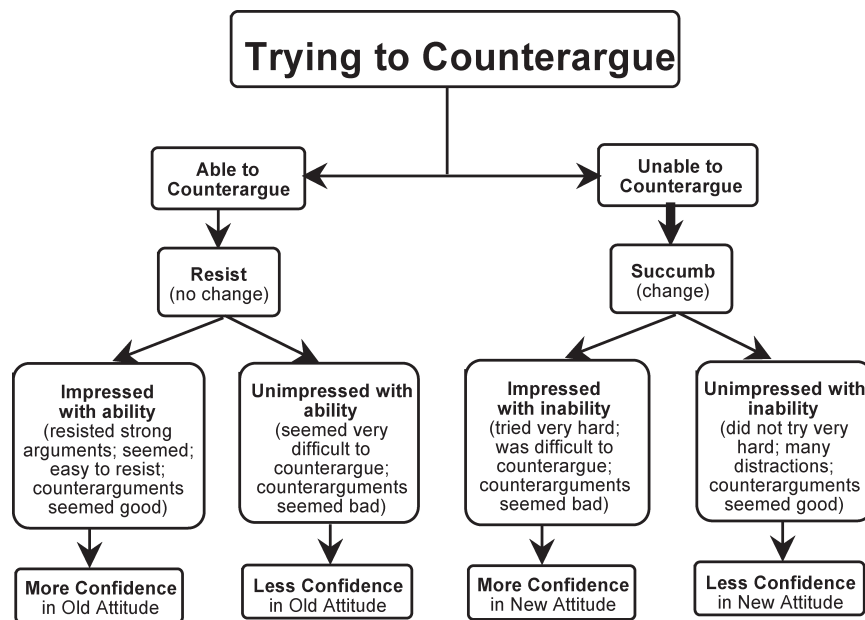 Trying to Counterargue
Able to
Counterargue
Unable to
Counterargue
Resist
(no change)
Succumb
(change)
Impressed
with ability
(resisted strong
arguments; seemed;
easy to resist;
counterarguments
seemed good)
Unimpressed with
ability
(seemed very
difficult to
counterargue;
counterarguments
seemed bad)
Impressed
with inability
(tried very hard;
was difficult to
counterargue;
counterarguments
seemed bad)
Unimpressed with
inability
(did not try very
hard; many
distractions;
counterarguments
seemed good)
More Confidence
in Old Attitude
Less Confidence
in Old Attitude
More Confidence
in New Attitude
Less Confidence
in New Attitude